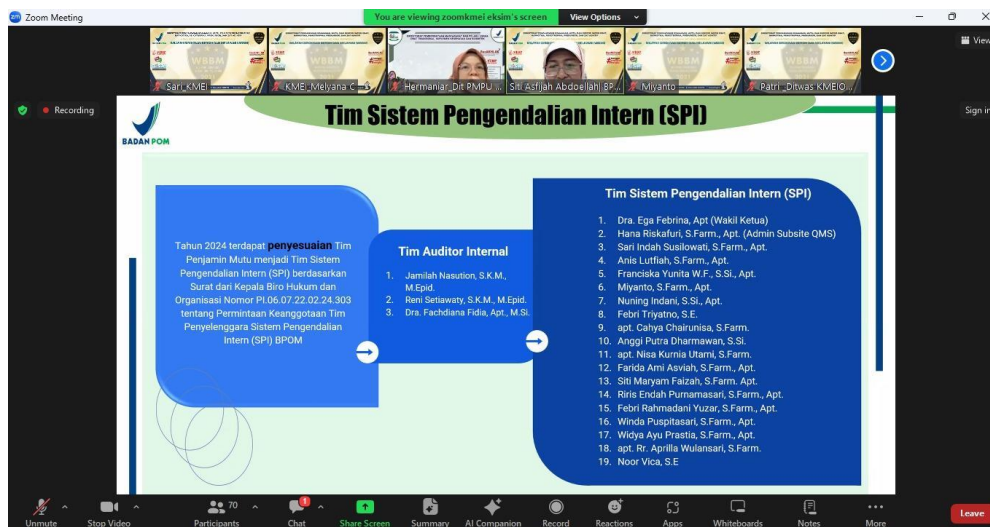 Zoom Meeting
You are viewing zoomkmei eksim's screen
View Options
View
WBBM
WBBM
WBBM
WBBM
WBBM
Sari_KMEI
KMEI_Melyana C
Hermaniar_Dit PMPU ...
Siti Asfijah Abdoellah| BP...
Miyanto
Patri_Ditwas KMEIO...
Recording
Sign in
BADAN POM
Tim Sistem Pengendalian Intern (SPI)
Tahun 2024 terdapat penyesuaian Tim
Penjamin Mutu menjadi Tim Sistem
Pengendalian Intern (SPI) berdasarkan
Surat dari Kepala Biro Hukum dan
Organisasi Nomor PI.06.07.22.02.24.303
tentang Permintaan Keanggotaan Tim
Penyelenggara Sistem Pengendalian
Intern (SPI) BPOM
Tim Auditor Internal
1. Jamilah Nasution, S.K.M.,
M.Epid.
2. Reni Setiawaty, S.K.M., M.Epid.
3. Dra. Fachdiana Fidia, Apt., M.Si.
Tim Sistem Pengendalian Intern (SPI)
1. Dra. Ega Febrina, Apt (Wakil Ketua)
2. Hana Riskafuri, S.Farm., Apt. (Admin Subsite QMS)
3. Sari Indah Susilowati, S.Farm., Apt.
4. Anis Lutfiah, S.Farm., Apt.
5. Franciska Yunita W.F., S.Si., Apt.
6. Miyanto, S.Farm., Apt.
7. Nuning Indani, S.Si., Apt.
8. Febri Triyatno, S.E.
9. apt. Cahya Chairunisa, S.Farm.
10. Anggi Putra Dharmawan, S.Si.
11. apt. Nisa Kurnia Utami, S.Farm.
12. Farida Ami Asviah, S.Farm., Apt.
13. Siti Maryam Faizah, S.Farm. Apt.
14. Riris Endah Purnamasari, S.Farm., Apt.
15. Febri Rahmadani Yuzar, S.Farm., Apt.
16. Winda Puspitasari, S.Farm., Apt.
17. Widya Ayu Prastia, S.Farm., Apt.
18. apt. Rr. Aprilla Wulansari, S.Farm.
19. Noor Vica, S.E
70
1
Unmute
Stop Video
Participants
Chat
Share Screen
Summary
AI Companion
Record
Reactions
Apps
Whiteboards
Notes
More
Leave